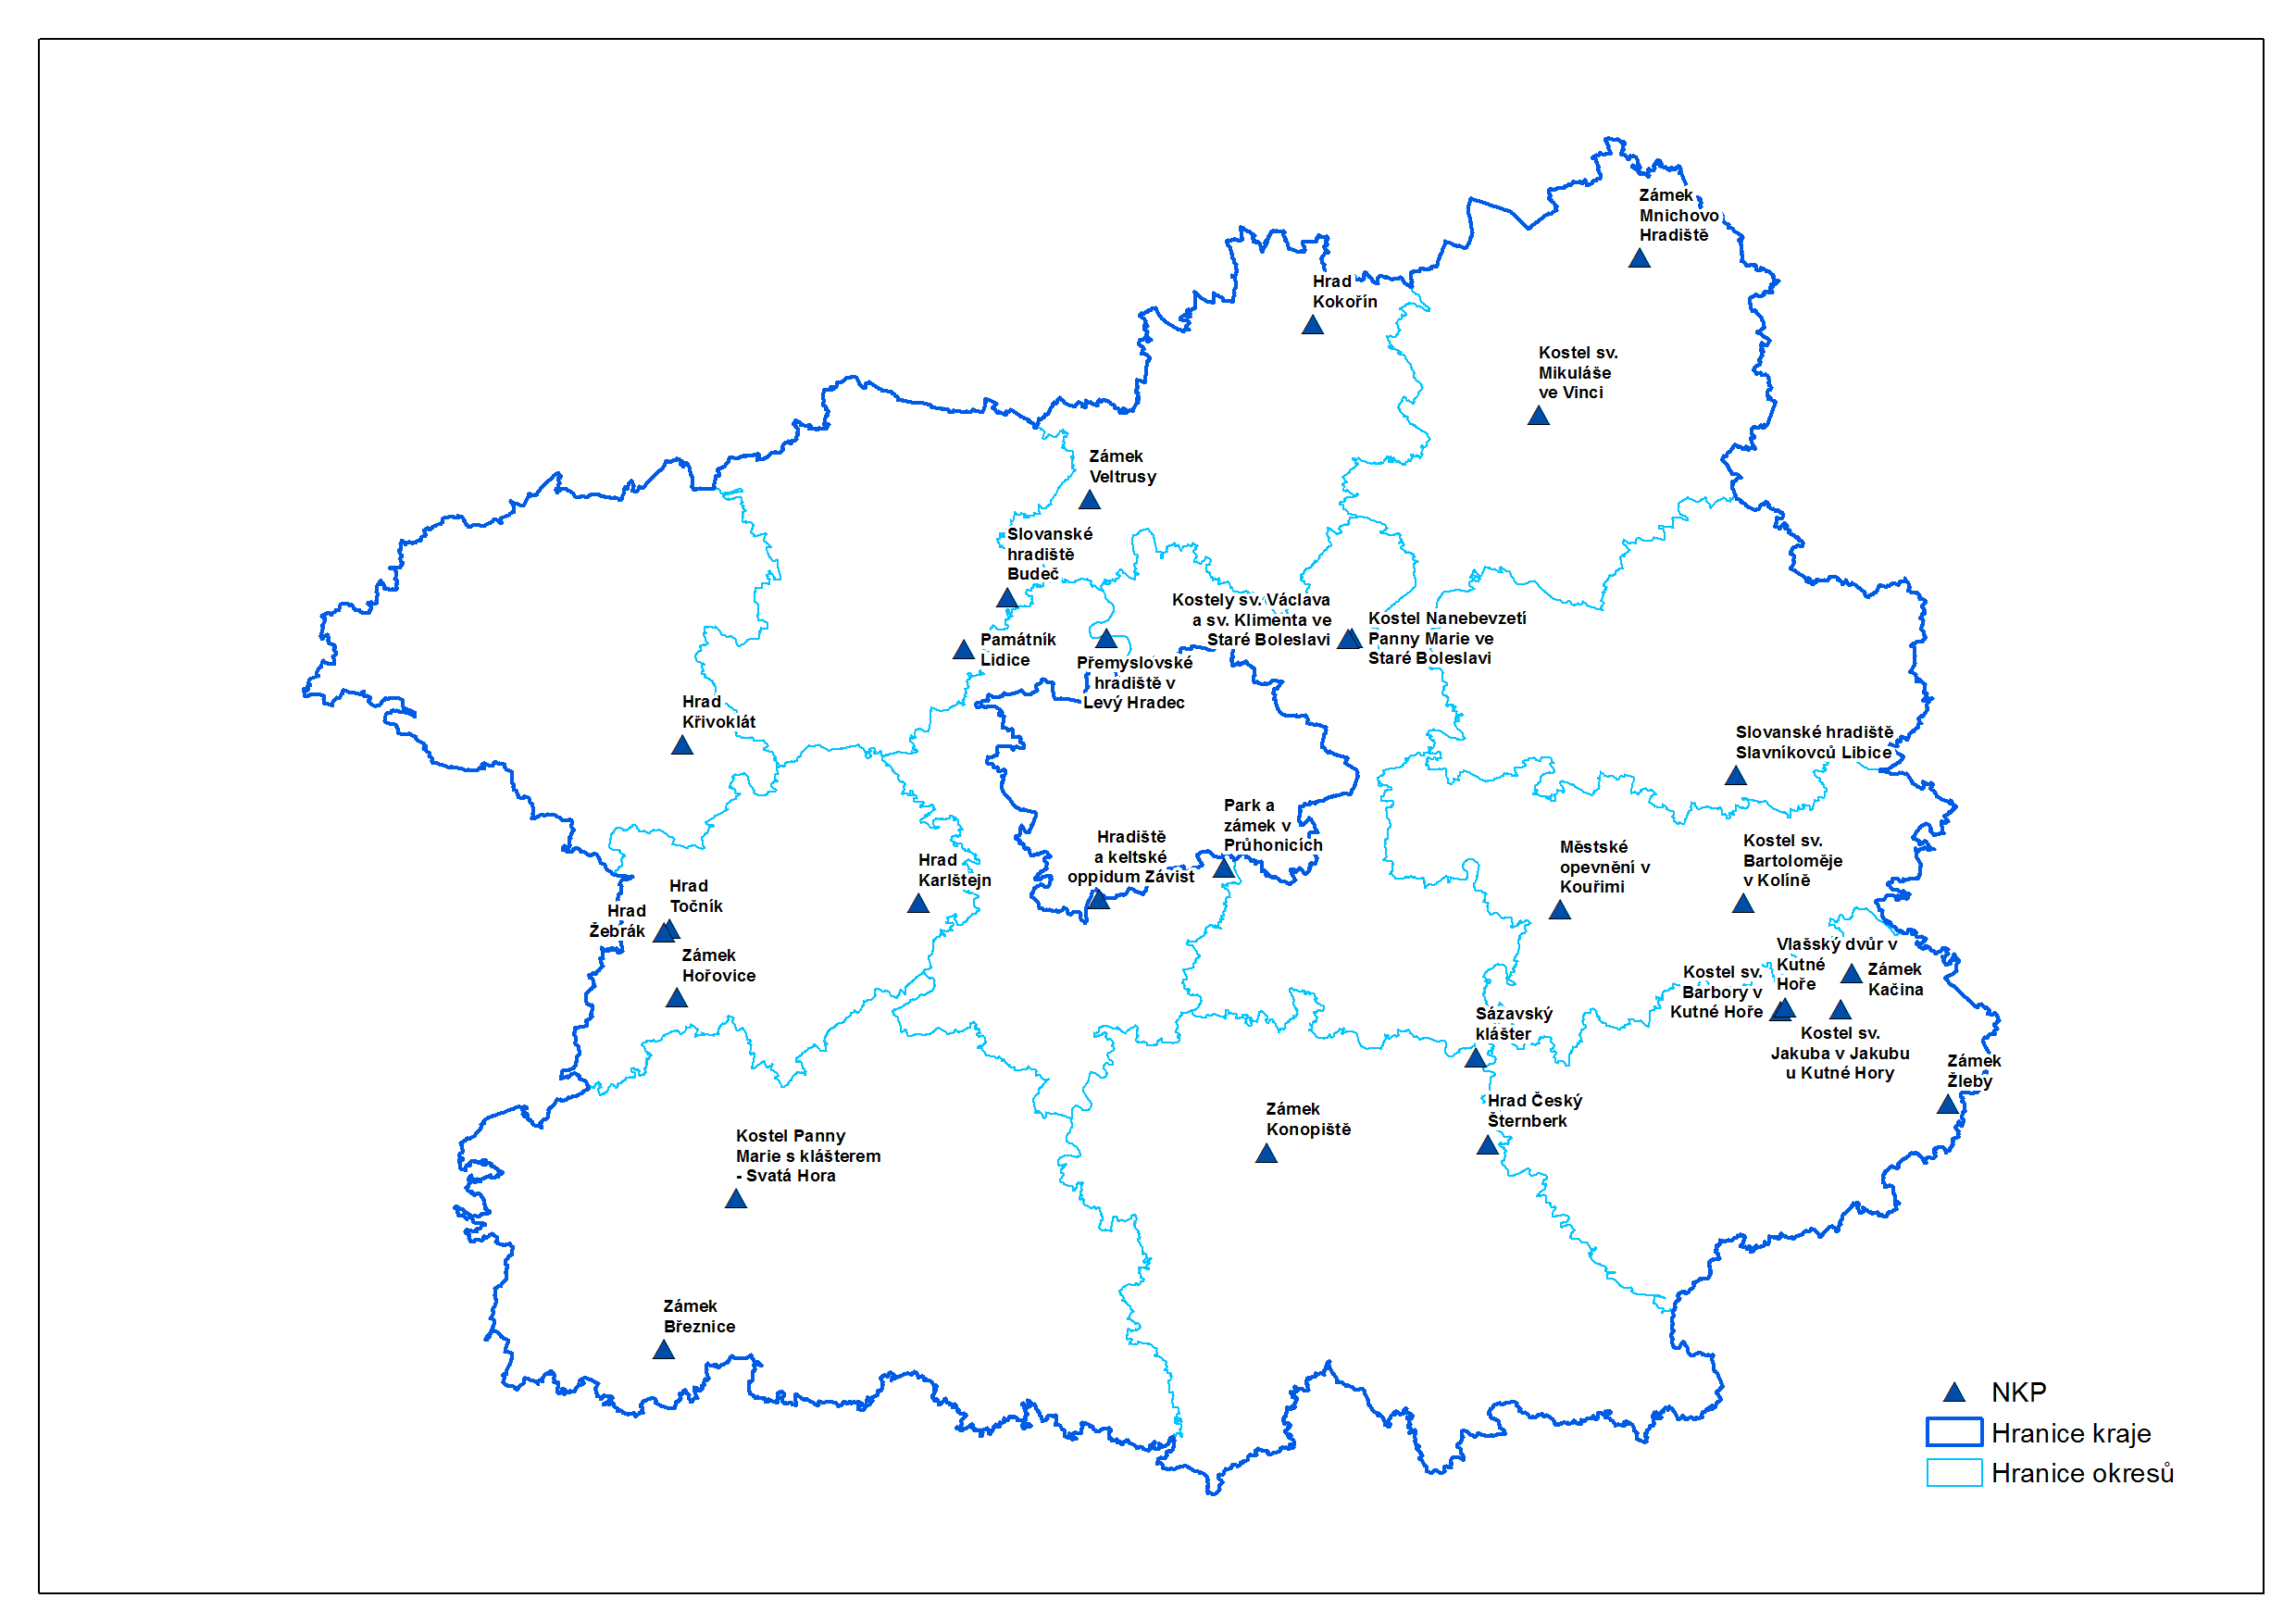 Zámek
Mnichovo
Hradiště
Hrad
Kokořín
Kostel sv.
Mikuláše
ve Vinci
Zámek
Veltrusy
Slovanské
hradiště
Budeč
Kostely sv. Václava
a sv. Klimenta ve
Staré Boleslavi
Kostel Nanebevzetí
Panny Marie ve
Staré Boleslavi
Památník
Lidice
Přemyslovské
hradiště v
Levý Hradec
Hrad
Křivoklát
Slovanské hradiště
Slavníkovců Libice
Park a
zámek v
Průhonicích
Hradiště
a keltské
oppidum Závist
Městské
opevnění v
Kouřimi
Kostel sv.
Bartoloměje
v Kolíně
Hrad
Karlštejn
Hrad
Točník
Hrad
Žebrák
Zámek
Hořovice
Vlašský dvůr v
Kutné
Hoře
Kostel sv.
Barbory v
Kutné Hoře
Zámek
Kačina
Sázavský
klášter
Kostel sv.
Jakuba v Jakubu
u Kutné Hory
Zámek
Žleby
Hrad Český
Šternberk
Zámek
Konopiště
Kostel Panny
Marie s klášterem
- Svatá Hora
Zámek
Březnice
NKP
Hranice kraje
Hranice okresů